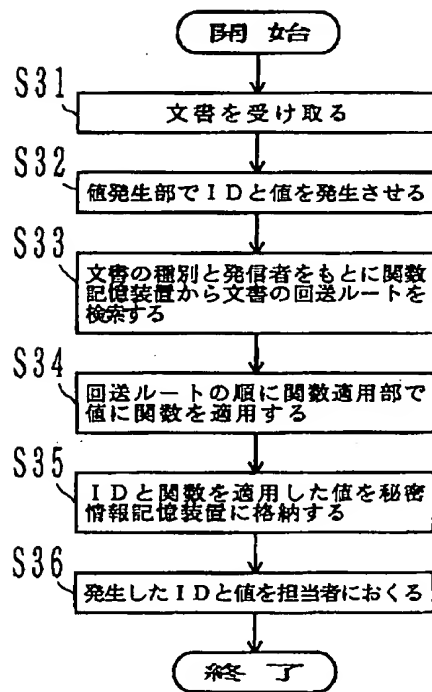 開始
S31
文書を受け取る
S32
値発生部でIDと値を発生させる
S33
文書の種別と発信者をもとに関数
記憶装置から文書の回送ルートを
検索する
S34
回送ルートの順に関数適用部で
値に関数を適用する
S35
IDと関数を適用した値を秘密
情報記憶装置に格納する
S36
発生したIDと値を担当者におくる
終了